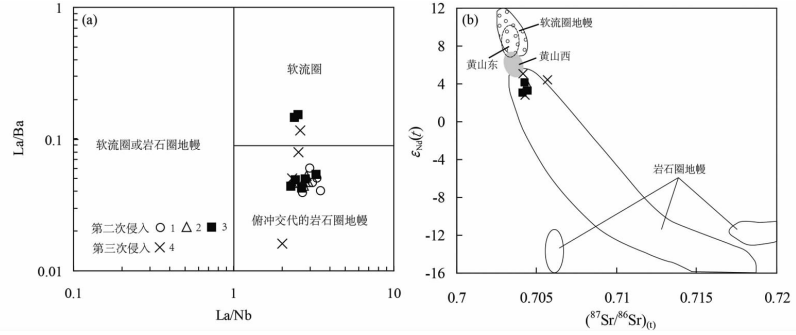 (a)
1
0.1
0.01
La/Ba
0.1
1
10
La/Nb
软流圈
软流圈或岩石圈地幔
俯冲交代的岩石圈地幔
第二次侵入 1 2 3
第三次侵入 4
(b)
12
8
4
0
-4
-8
-12
-16
εNd(t)
0.7
0.705
0.71
0.715
0.72
(87Sr/86Sr)(t)
软流圈地幔
黄山东
黄山西
岩石圈地幔